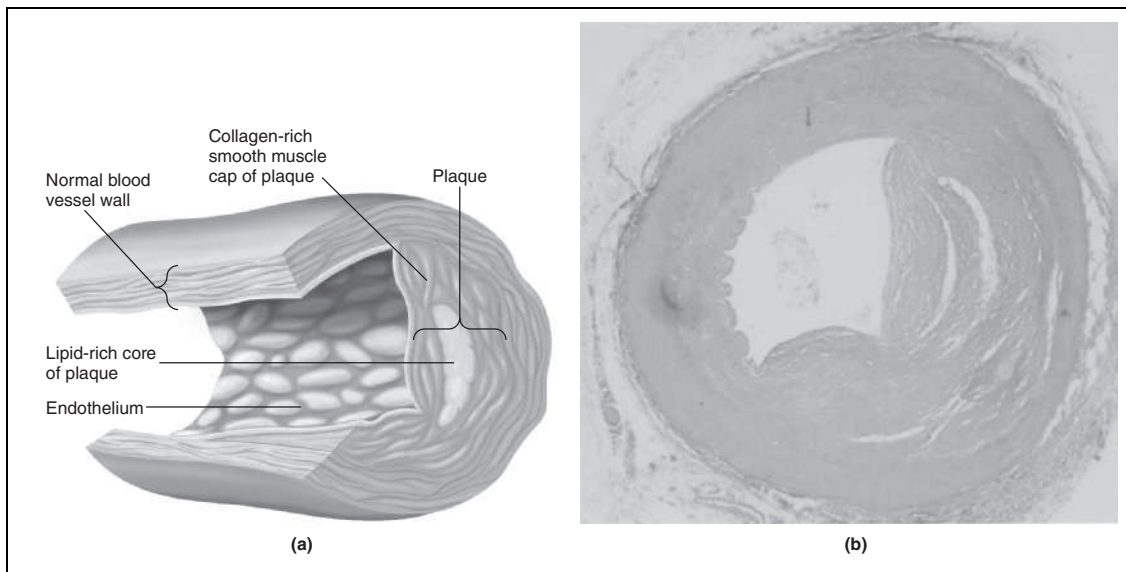 Collagen-rich
smooth muscle
cap of plaque
Plaque
Normal blood
vessel wall
Lipid-rich core
of plaque
Endothelium
(a)
(b)